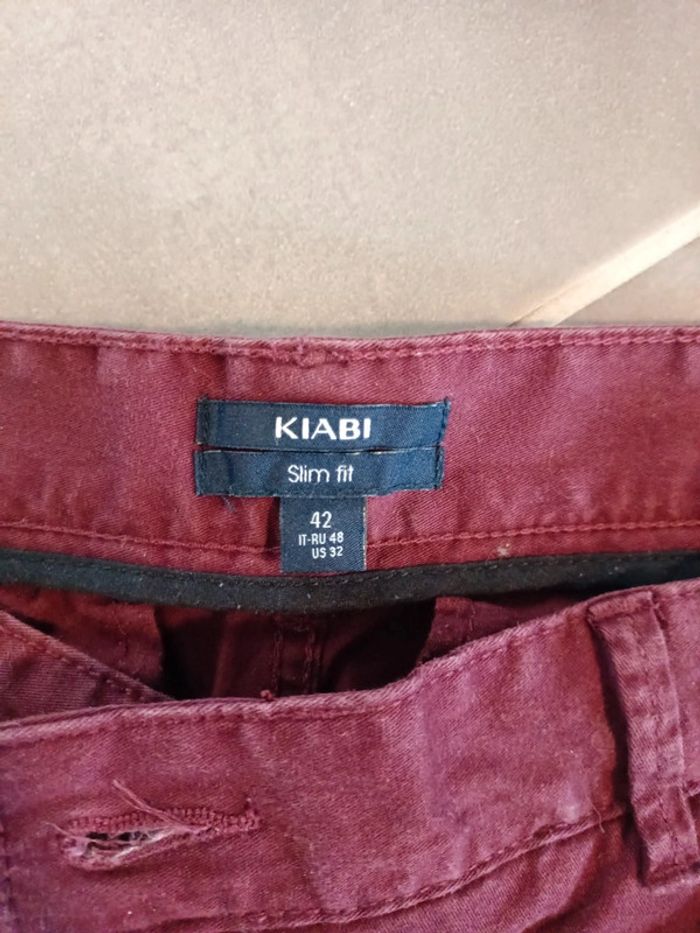 KIABI
Slim fit
42
IT-RU 48
US 32